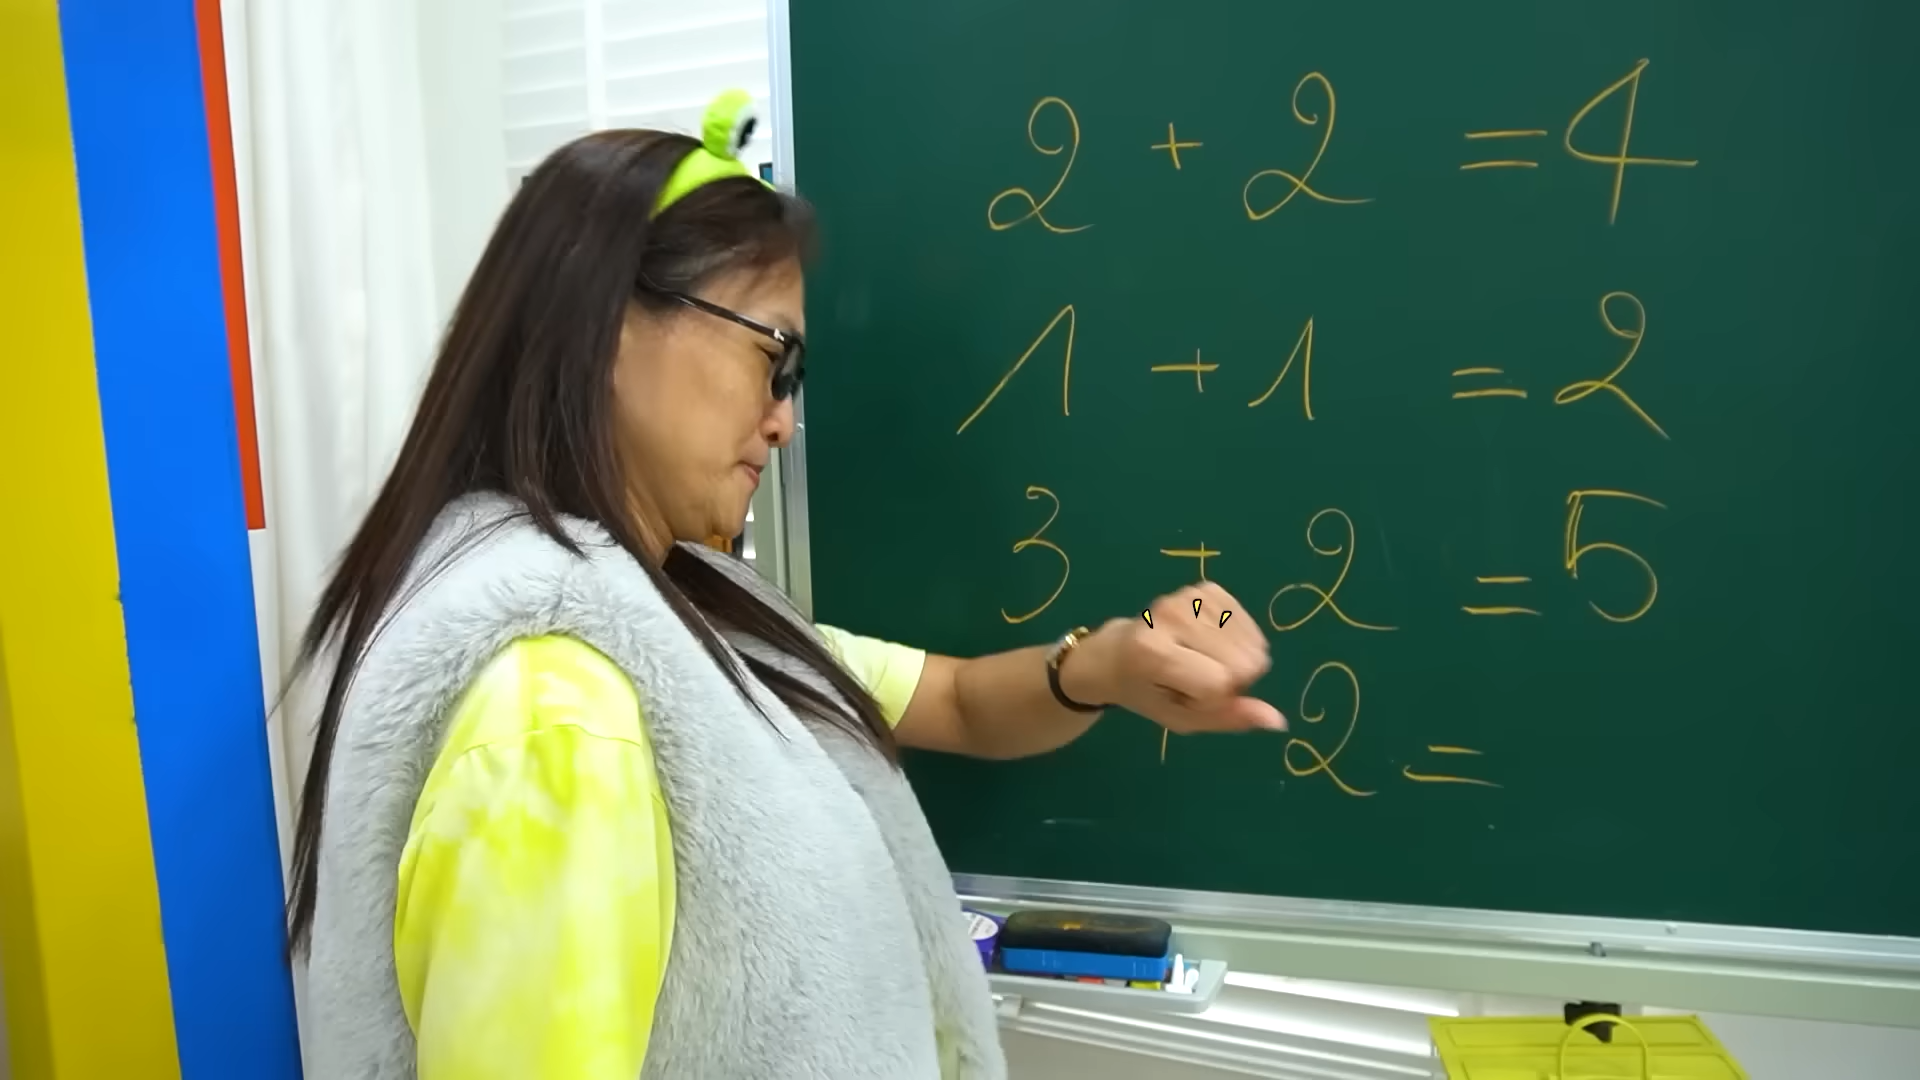 2 + 2 = 4
1 + 1 = 2
3 + 2 = 5
+ 2 =